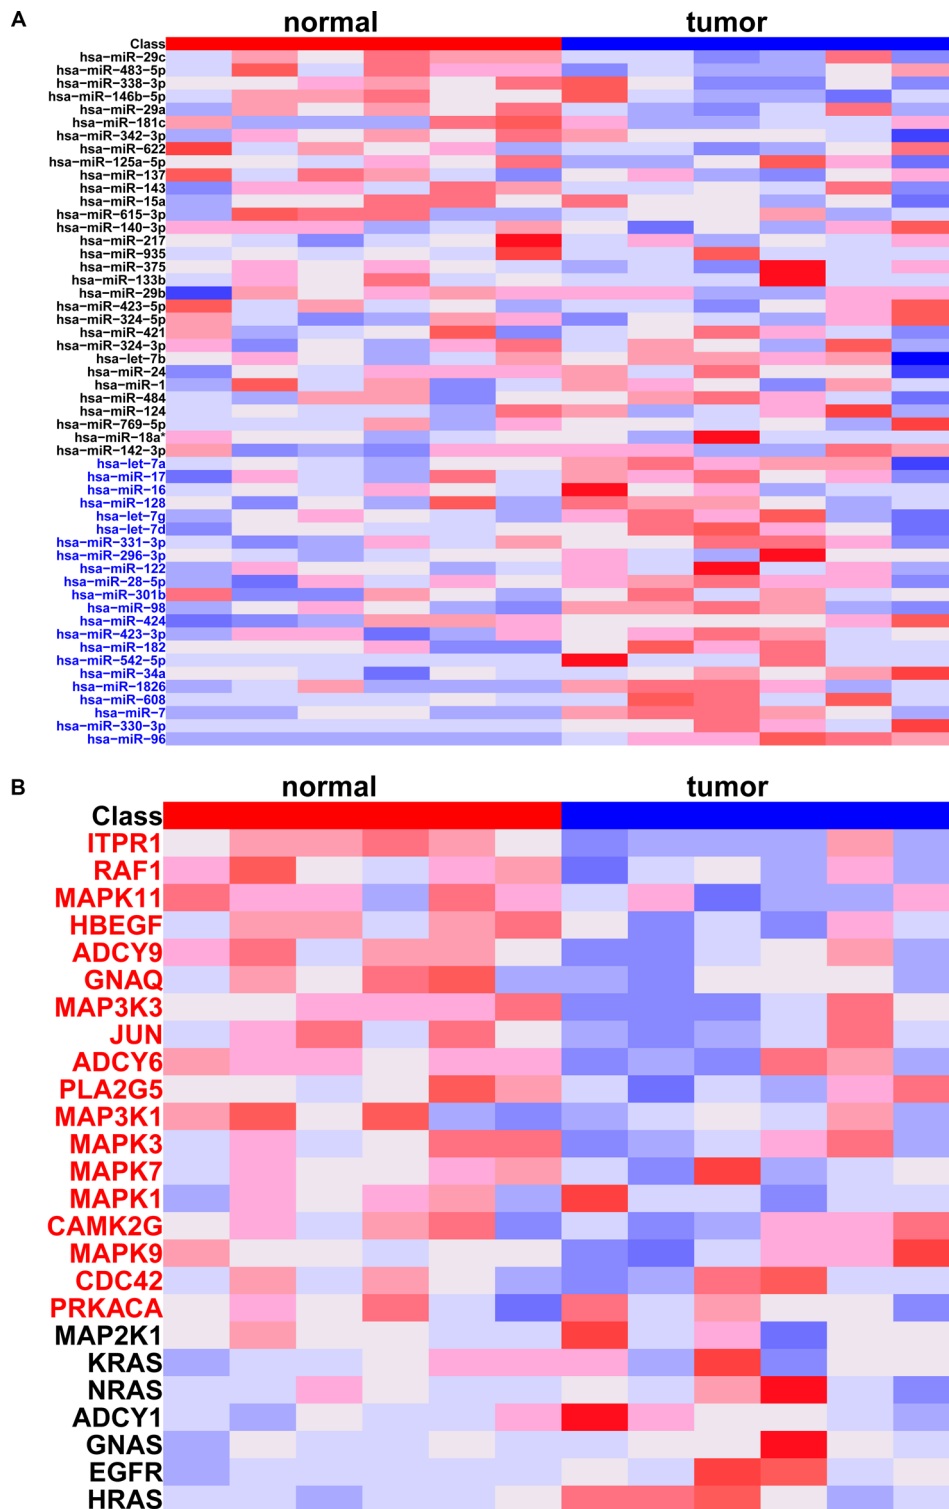 A
normal tumor
Class
hsa−miR−29c
hsa−miR−483−5p
hsa−miR−338−3p
hsa−miR−146b−5p
hsa−miR−29a
hsa−miR−181c
hsa−miR−342−3p
hsa−miR−622
hsa−miR−125a−5p
hsa−miR−137
hsa−miR−143
hsa−miR−15a
hsa−miR−615−3p
hsa−miR−140−3p
hsa−miR−217
hsa−miR−935
hsa−miR−375
hsa−miR−133b
hsa−miR−29b
hsa−miR−423−5p
hsa−miR−324−5p
hsa−miR−421
hsa−miR−324−3p
hsa−let−7b
hsa−miR−24
hsa−miR−1
hsa−miR−484
hsa−miR−124
hsa−miR−769−5p
hsa−miR−18a*
hsa−miR−142−3p
hsa−let−7a
hsa−miR−17
hsa−miR−16
hsa−miR−128
hsa−let−7g
hsa−let−7d
hsa−miR−331−3p
hsa−miR−296−3p
hsa−miR−122
hsa−miR−28−5p
hsa−miR−301b
hsa−miR−98
hsa−miR−424
hsa−miR−423−3p
hsa−miR−182
hsa−miR−542−5p
hsa−miR−34a
hsa−miR−1826
hsa−miR−608
hsa−miR−7
hsa−miR−330−3p
hsa−miR−96
B
normal tumor
Class
ITPR1
RAF1
MAPK11
HBEGF
ADCY9
GNAQ
MAP3K3
JUN
ADCY6
PLA2G5
MAP3K1
MAPK3
MAPK7
MAPK1
CAMK2G
MAPK9
CDC42
PRKACA
MAP2K1
KRAS
NRAS
ADCY1
GNAS
EGFR
HRAS